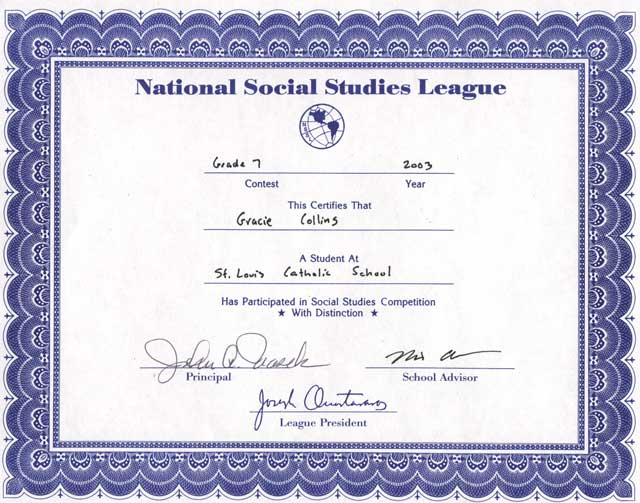 National Social Studies League
Grade 7 2003
Contest Year
This Certifies That
Gracie Collins
A Student At
St. Louis Catholic School
Has Participated in Social Studies Competition
★ With Distinction ★
Principal School Advisor
Joseph
League President